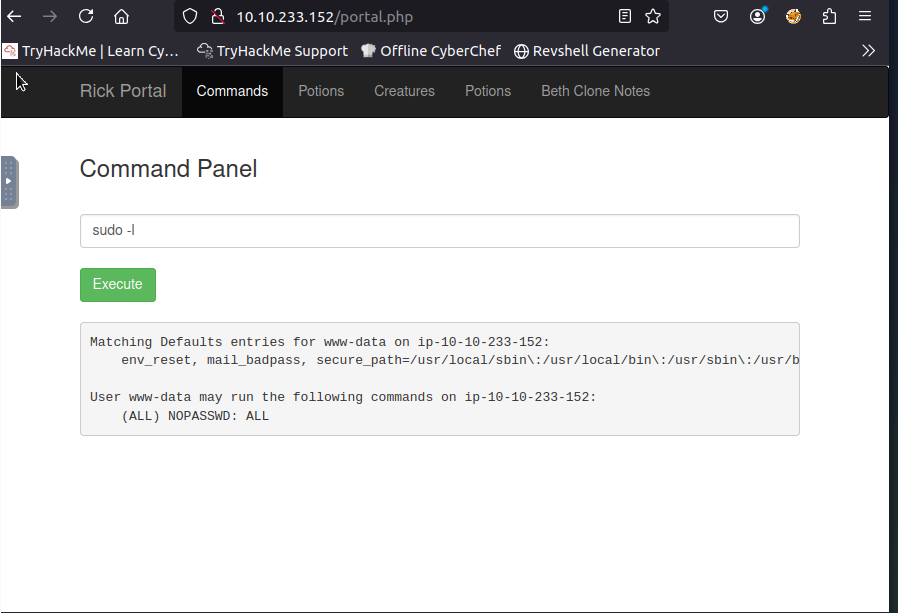 10.10.233.152/portal.php
TryHackMe | Learn Cy… TryHackMe Support Offline CyberChef Revshell Generator
Rick Portal Commands Potions Creatures Potions Beth Clone Notes
Command Panel
sudo -l
Execute
Matching Defaults entries for www-data on ip-10-10-233-152:
env_reset, mail_badpass, secure_path=/usr/local/sbin\:/usr/local/bin\:/usr/sbin\:/usr/b
User www-data may run the following commands on ip-10-10-233-152:
(ALL) NOPASSWD: ALL